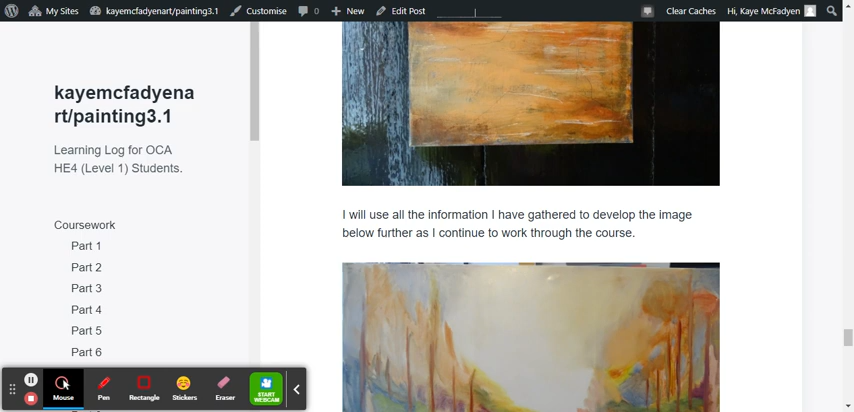 My Sites kayemcfadyenart/painting3.1 Customise 0 New Edit Post Clear Caches Hi, Kaye McFadyen
kayemcfadyena
rt/painting3.1
Learning Log for OCA
HE4 (Level 1) Students.
Coursework
Part 1
Part 2
Part 3
Part 4
Part 5
Part 6
I will use all the information I have gathered to develop the image
below further as I continue to work through the course.
Mouse Pen Rectangle Stickers Eraser START
WEBCAM